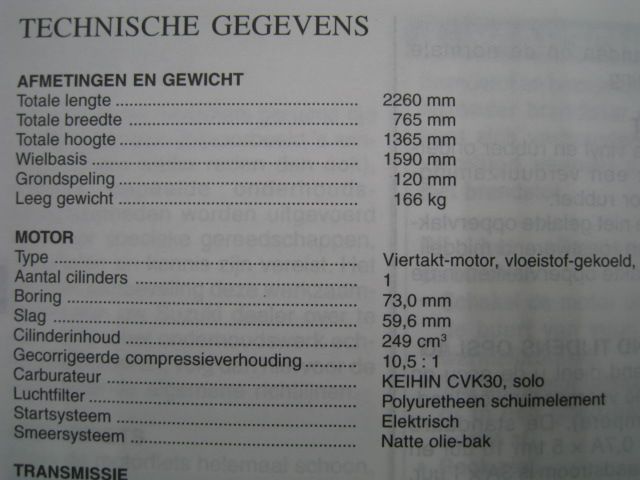 TECHNISCHE GEGEVENS
AFMETINGEN EN GEWICHT
Totale lengte ........ 2260 mm
Totale breedte ........ 765 mm
Totale hoogte ........ 1365 mm
Wielbasis ........ 1590 mm
Grondspeling ........ 120 mm
Leeg gewicht ........ 166 kg
MOTOR
Type ........ Viertakt-motor, vloeistof-gekoeld,
Aantal cilinders ........ 1
Boring ........ 73,0 mm
Slag ........ 59,6 mm
Cilinderinhoud ........ 249 cm³
Gecorrigeerde compressieverhouding ........ 10,5 : 1
Carburateur ........ KEIHIN CVK30, solo
Luchtfilter ........ Polyuretheen schuimelement
Startsysteem ........ Elektrisch
Smeersysteem ........ Natte olie-bak
TRANSMISSIE